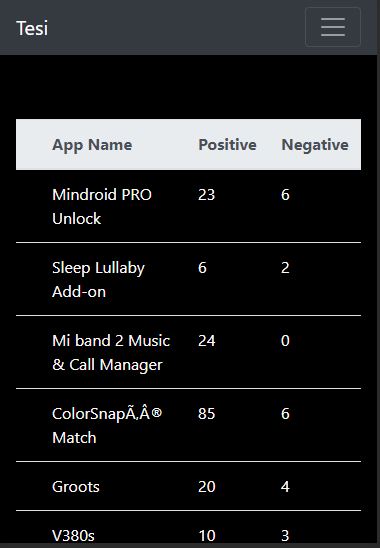 Tesi
App Name Positive Negative
Mindroid PRO 23 6
Unlock
Sleep Lullaby 6 2
Add-on
Mi band 2 Music 24 0
& Call Manager
ColorSnapÃ‚Â® 85 6
Match
Groots 20 4
V380s 10 3